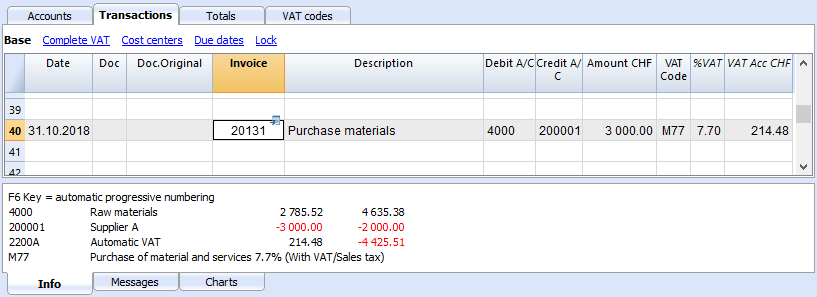 Accounts Transactions Totals VAT codes
Base Complete VAT Cost centers Due dates Lock
Date Doc Doc.Original Invoice Description Debit A/C Credit A/C Amount CHF VAT Code %VAT VAT Acc CHF
39
40 31.10.2018 20131 Purchase materials 4000 200001 3 000.00 M77 7.70 214.48
41
42
F6 Key = automatic progressive numbering
4000 Raw materials 2 785.52 4 635.38
200001 Supplier A -3 000.00 -2 000.00
2200A Automatic VAT 214.48 -4 425.51
M77 Purchase of material and services 7.7% (With VAT/Sales tax)
Info Messages Charts